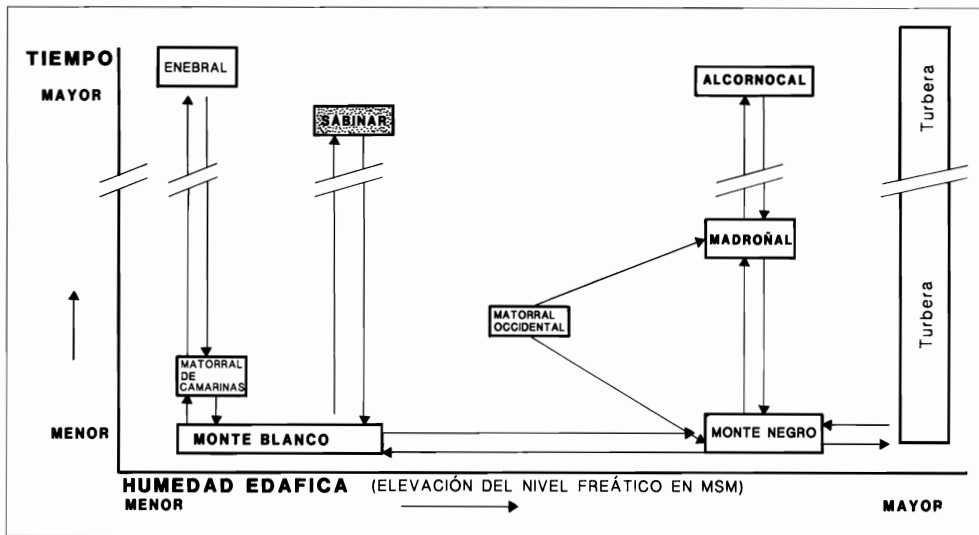 TIEMPO
MAYOR
ENEBRAL
SABINAR
ALCORNOCAL
Turbera
MADROÑAL
MATORRAL
OCCIDENTAL
Turbera
MATORRAL
DE
CAMARINAS
MENOR
MONTE BLANCO
MONTE NEGRO
HUMEDAD EDAFICA (ELEVACIÓN DEL NIVEL FREÁTICO EN MSM)
MENOR
MAYOR